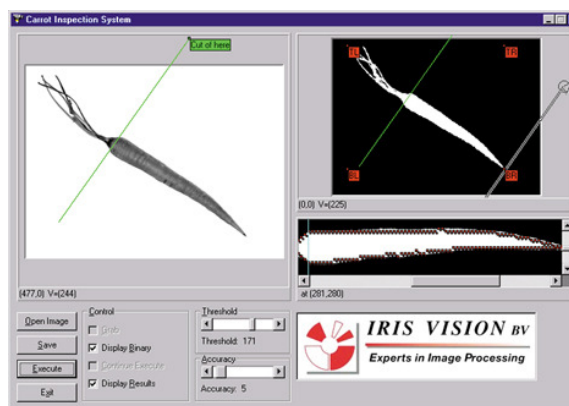 Carrot Inspection System
Cut of here
TL
TR
BL
BR
(0,0) V=(225)
(477,0) V=(244)
at (281,280)
Open Image
Save
Execute
Exit
Control
Grab
Display Binary
Continue Execute
Display Results
Threshold
Threshold: 171
Accuracy
Accuracy: 5
IRIS VISION BV
Experts in Image Processing